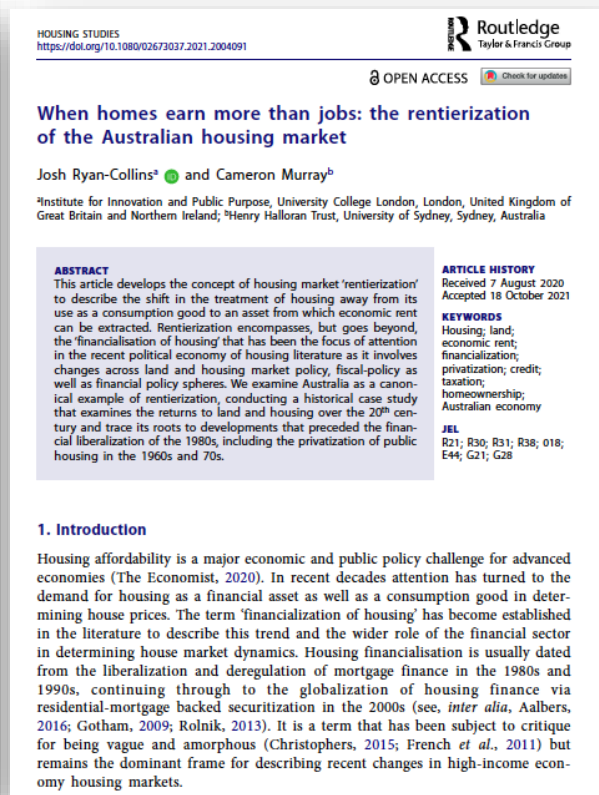 HOUSING STUDIES
https://doi.org/10.1080/02673037.2021.2004091
ROUTLEDGE
Routledge
Taylor & Francis Group
OPEN ACCESS
Check for updates
When homes earn more than jobs: the rentierization
of the Australian housing market
Josh Ryan-Collinsᵃ iD and Cameron Murrayᵇ
ᵃInstitute for Innovation and Public Purpose, University College London, London, United Kingdom of
Great Britain and Northern Ireland; ᵇHenry Halloran Trust, University of Sydney, Sydney, Australia
ABSTRACT
This article develops the concept of housing market ‘rentierization’
to describe the shift in the treatment of housing away from its
use as a consumption good to an asset from which economic rent
can be extracted. Rentierization encompasses, but goes beyond,
the ‘financialisation of housing’ that has been the focus of attention
in the recent political economy of housing literature as it involves
changes across land and housing market policy, fiscal-policy as
well as financial policy spheres. We examine Australia as a canon-
ical example of rentierization, conducting a historical case study
that examines the returns to land and housing over the 20ᵗʰ cen-
tury and trace its roots to developments that preceded the finan-
cial liberalization of the 1980s, including the privatization of public
housing in the 1960s and 70s.
ARTICLE HISTORY
Received 7 August 2020
Accepted 18 October 2021
KEYWORDS
Housing; land;
economic rent;
financialization;
privatization; credit;
taxation;
homeownership;
Australian economy
JEL
R21; R30; R31; R38; 018;
E44; G21; G28
1. Introduction
Housing affordability is a major economic and public policy challenge for advanced
economies (The Economist, 2020). In recent decades attention has turned to the
demand for housing as a financial asset as well as a consumption good in deter-
mining house prices. The term ‘financialization of housing’ has become established
in the literature to describe this trend and the wider role of the financial sector
in determining house market dynamics. Housing financialisation is usually dated
from the liberalization and deregulation of mortgage finance in the 1980s and
1990s, continuing through to the globalization of housing finance via
residential-mortgage backed securitization in the 2000s (see, inter alia, Aalbers,
2016; Gotham, 2009; Rolnik, 2013). It is a term that has been subject to critique
for being vague and amorphous (Christophers, 2015; French et al., 2011) but
remains the dominant frame for describing recent changes in high-income econ-
omy housing markets.